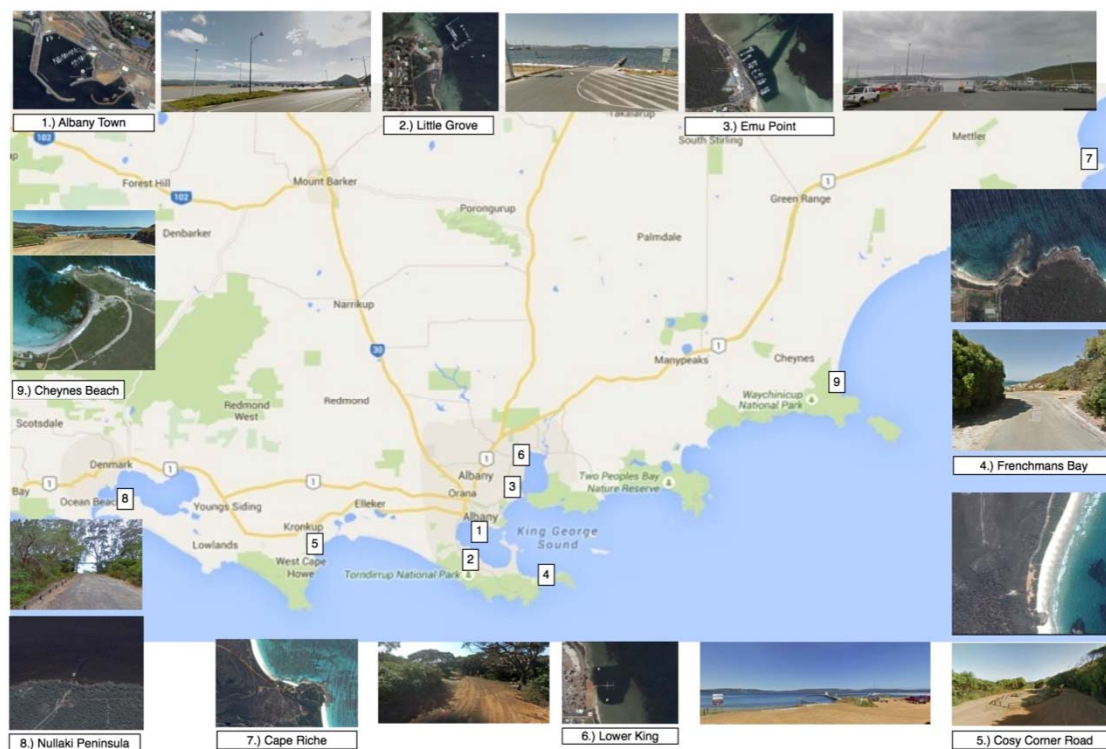 1.) Albany Town
2.) Little Grove
3.) Emu Point
Takalarup
102
Forest Hill
Mount Barker
South Stirling
Mettler
7
102
1
Green Range
Denbarker
Porongurup
Palmdale
Narrikup
30
Manypeaks
1
Cheynes
9.) Cheynes Beach
Redmond
West
Redmond
Waychinicup
National Park
9
Scotsdale
Denmark
1
6
1
Albany
4.) Frenchmans Bay
Bay
Ocean Beach
8
Youngs Siding
1
Elleker
Orana
3
Two Peoples Bay
Nature Reserve
Kronkup
Albany
1
King George
Sound
Lowlands
5
West Cape
Howe
2
Torndirrup National Park
4
8.) Nullaki Peninsula
7.) Cape Riche
6.) Lower King
5.) Cosy Corner Road